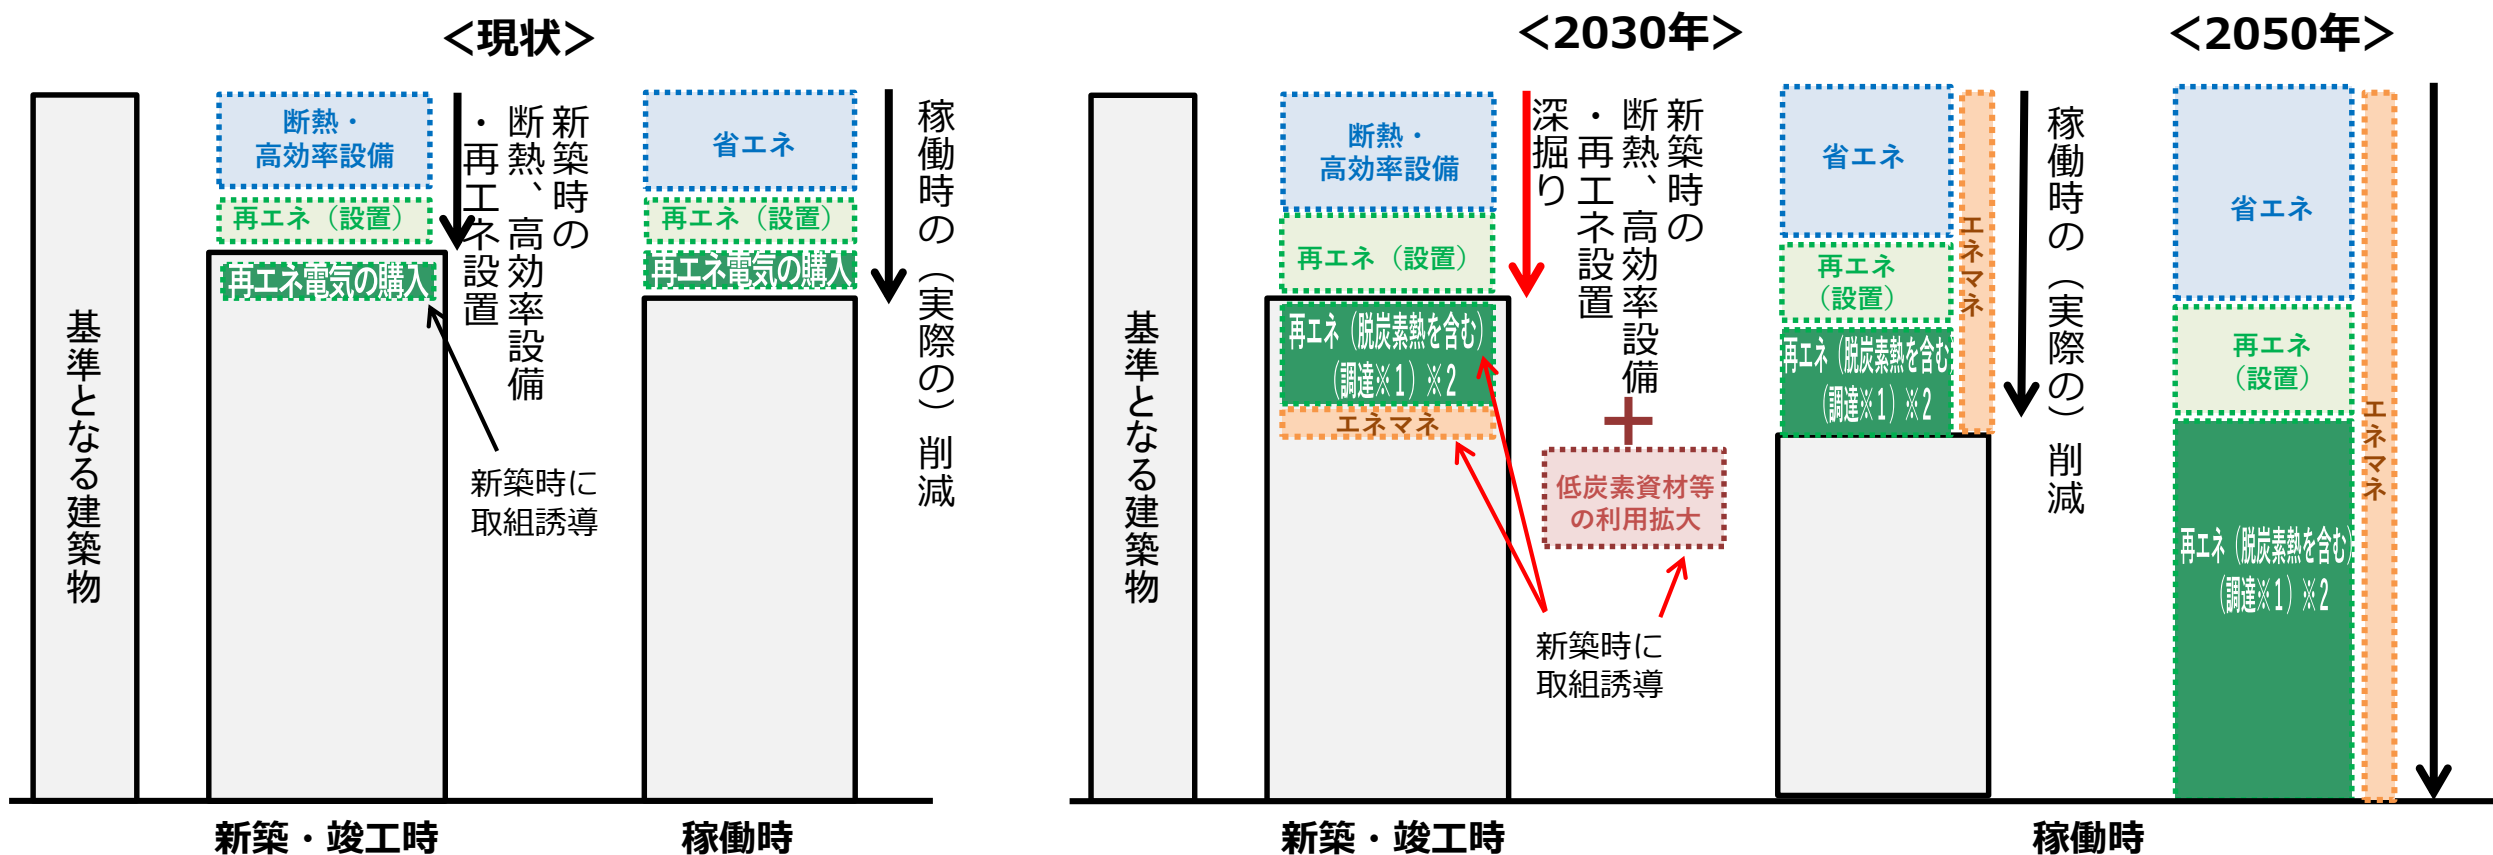 ＜現状＞
基準となる建築物
断熱・
高効率設備
再エネ（設置）
再エネ電気の購入
新築時の
断熱、高効率設備
・再エネ設置
新築時に
取組誘導
省エネ
再エネ（設置）
再エネ電気の購入
稼働時の（実際の）削減
新築・竣工時
稼働時
＜2030年＞
基準となる建築物
断熱・
高効率設備
再エネ（設置）
再エネ（脱炭素熱を含む）
（調達※１）※２
エネマネ
新築時の
断熱、高効率設備
・再エネ設置
深掘り
＋
低炭素資材等
の利用拡大
新築時に
取組誘導
省エネ
再エネ
（設置）
再エネ（脱炭素熱を含む）
（調達※１）※２
エネマネ
稼働時の（実際の）削減
＜2050年＞
省エネ
再エネ
（設置）
再エネ（脱炭素熱を含む）
（調達※１）※２
エネマネ
新築・竣工時
稼働時